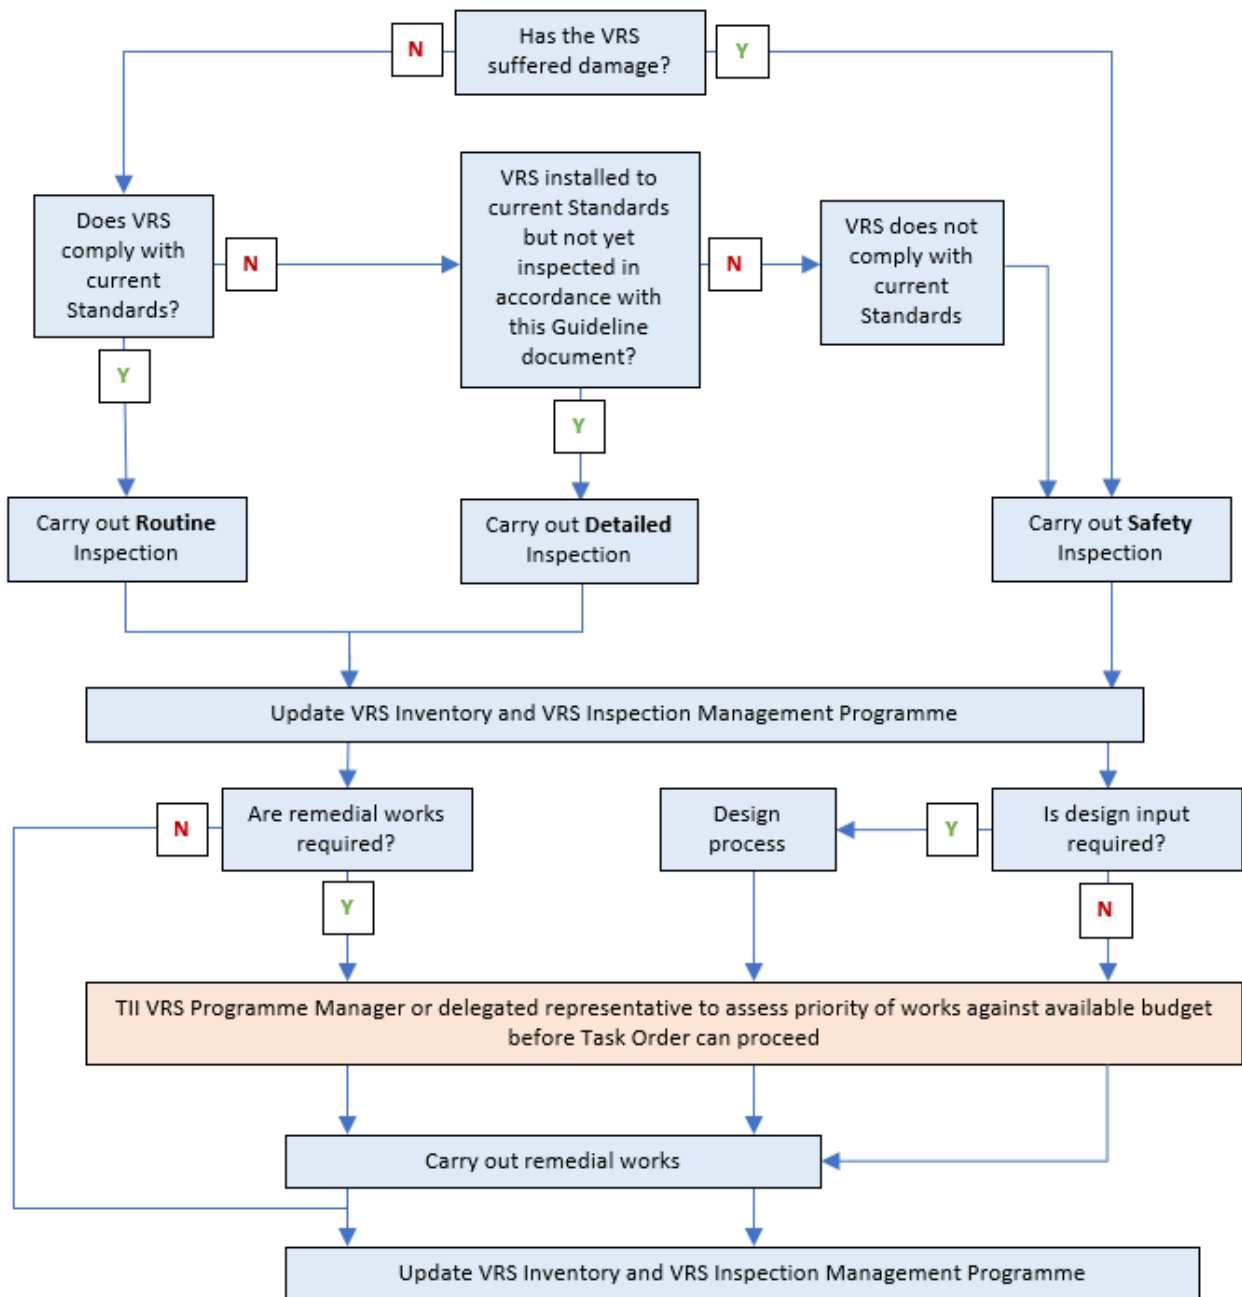 N
Has the VRS
suffered damage?
Y
Does VRS
comply with
current
Standards?
N
VRS installed to
current Standards
but not yet
inspected in
accordance with
this Guideline
document?
N
VRS does not
comply with
current
Standards
Y
Y
Carry out Routine
Inspection
Carry out Detailed
Inspection
Carry out Safety
Inspection
Update VRS Inventory and VRS Inspection Management Programme
N
Are remedial works
required?
Design
process
Y
Is design input
required?
Y
N
TII VRS Programme Manager or delegated representative to assess priority of works against available budget
before Task Order can proceed
Carry out remedial works
Update VRS Inventory and VRS Inspection Management Programme